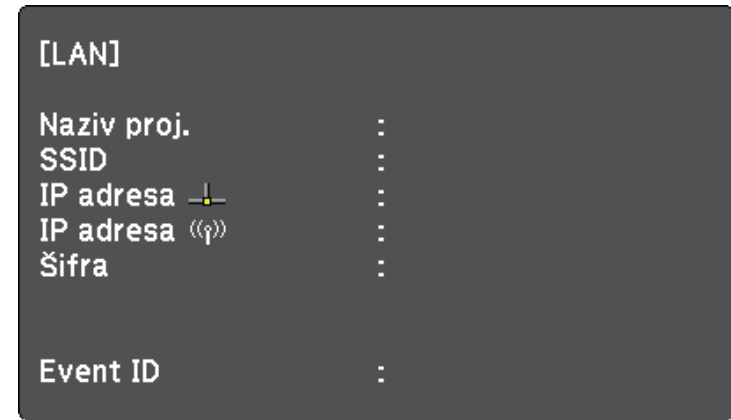 [LAN]
Naziv proj. :
SSID :
IP adresa :
IP adresa :
Šifra :
Event ID :